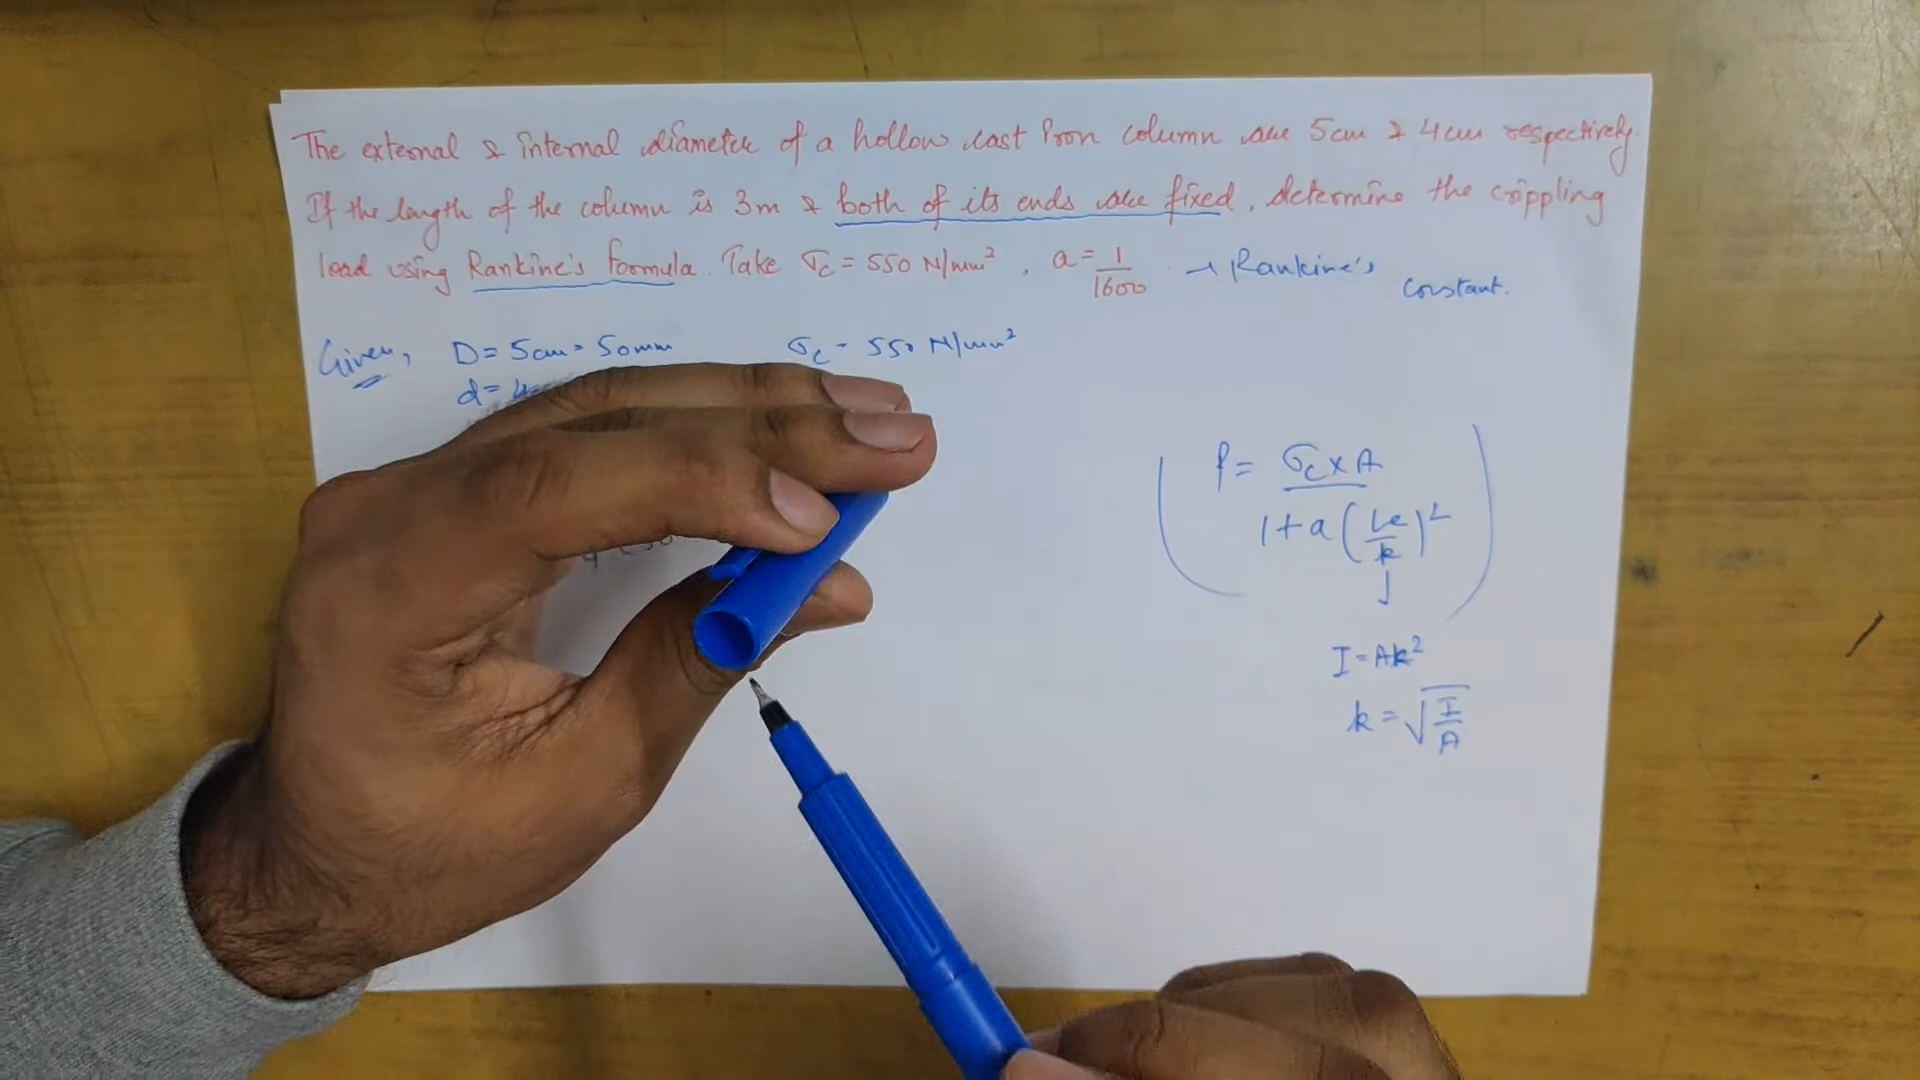 The external & internal diameter of a hollow cast iron column are 5cm & 4cm respectively.
If the length of the column is 3m & both of its ends are fixed, determine the crippling
load using Rankine's Formula. Take σc = 550 N/mm², a = 1/1600 → Rankine's constant.
Given, D = 5cm = 50mm σc = 550 N/mm²
d = 4
P = σc x A
1 + a (Le/k)²
I = Ak²
k = √(I/A)